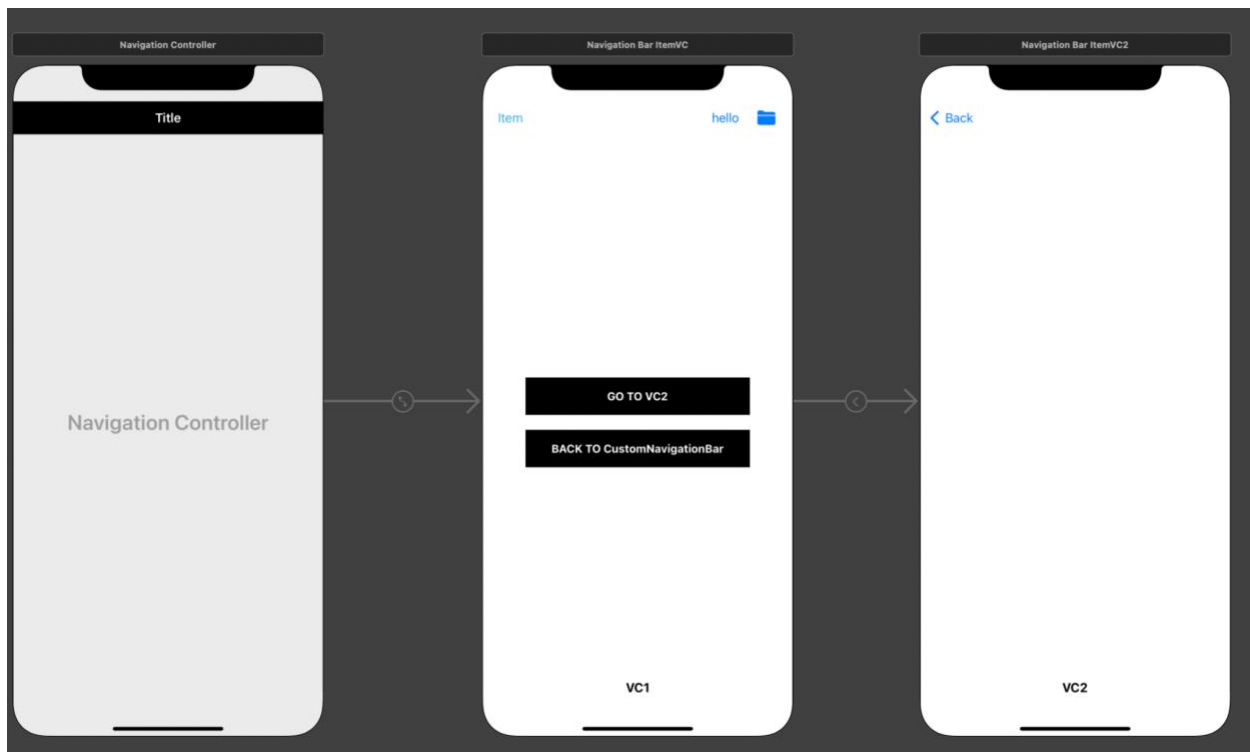 Navigation Controller
Navigation Bar ItemVC
Navigation Bar ItemVC2
Title
Item
hello
Back
Navigation Controller
GO TO VC2
BACK TO CustomNavigationBar
VC1
VC2